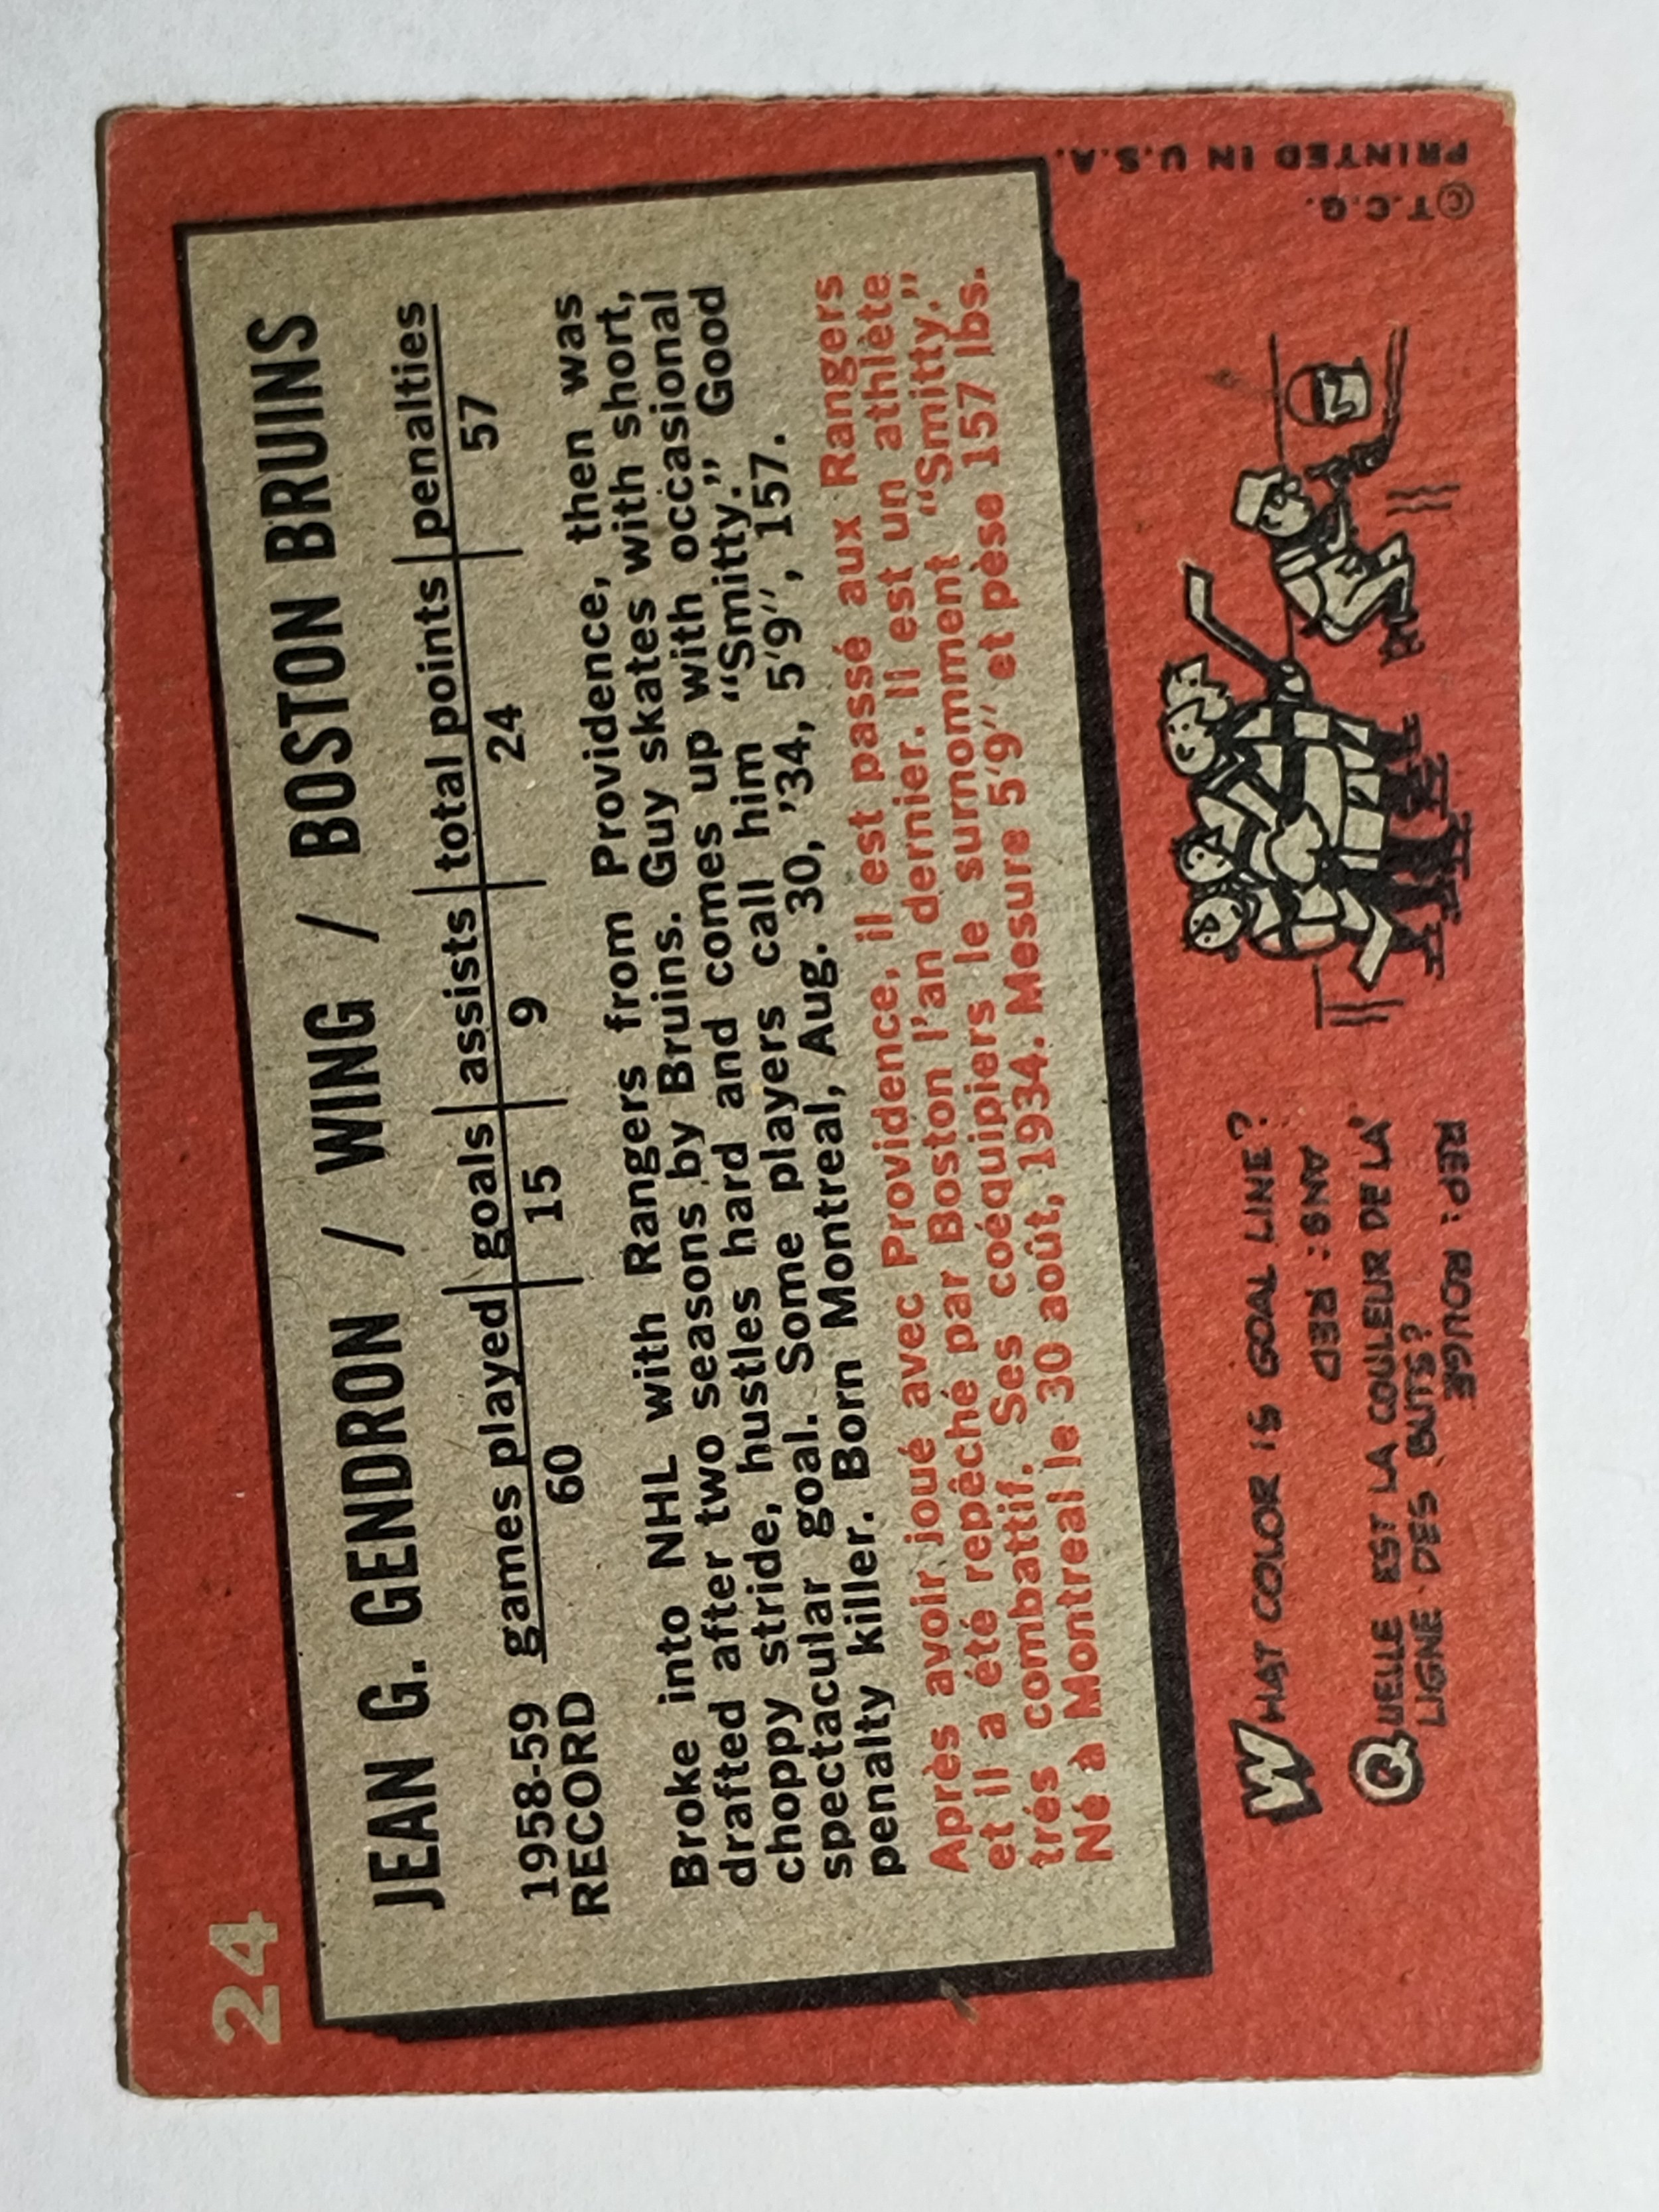 24
JEAN G. GENDRON / WING / BOSTON BRUINS
1958-59 games played goals assists total points penalties
RECORD 60 15 9 24 57
Broke into NHL with Rangers from Providence, then was
drafted after two seasons by Bruins. Guy skates with short,
choppy stride, hustles hard and comes up with occasional
spectacular goal. Some players call him "Smitty." Good
penalty killer. Born Montreal, Aug. 30, '34, 5'9", 157.
Après avoir joué avec Providence, il est passé aux Rangers
et il a été repêché par Boston l'an dernier. Il est un athlète
trés combattif. Ses coéquipiers le surnomment "Smitty."
Né à Montreal le 30 août, 1934. Mesure 5'9" et pèse 157 lbs.
WHAT COLOR IS GOAL LINE?
ANS: RED
QUELLE EST LA COULEUR DE LA
LIGNE DES BUTS?
REP: ROUGE
© T.C.G.
PRINTED IN U.S.A.